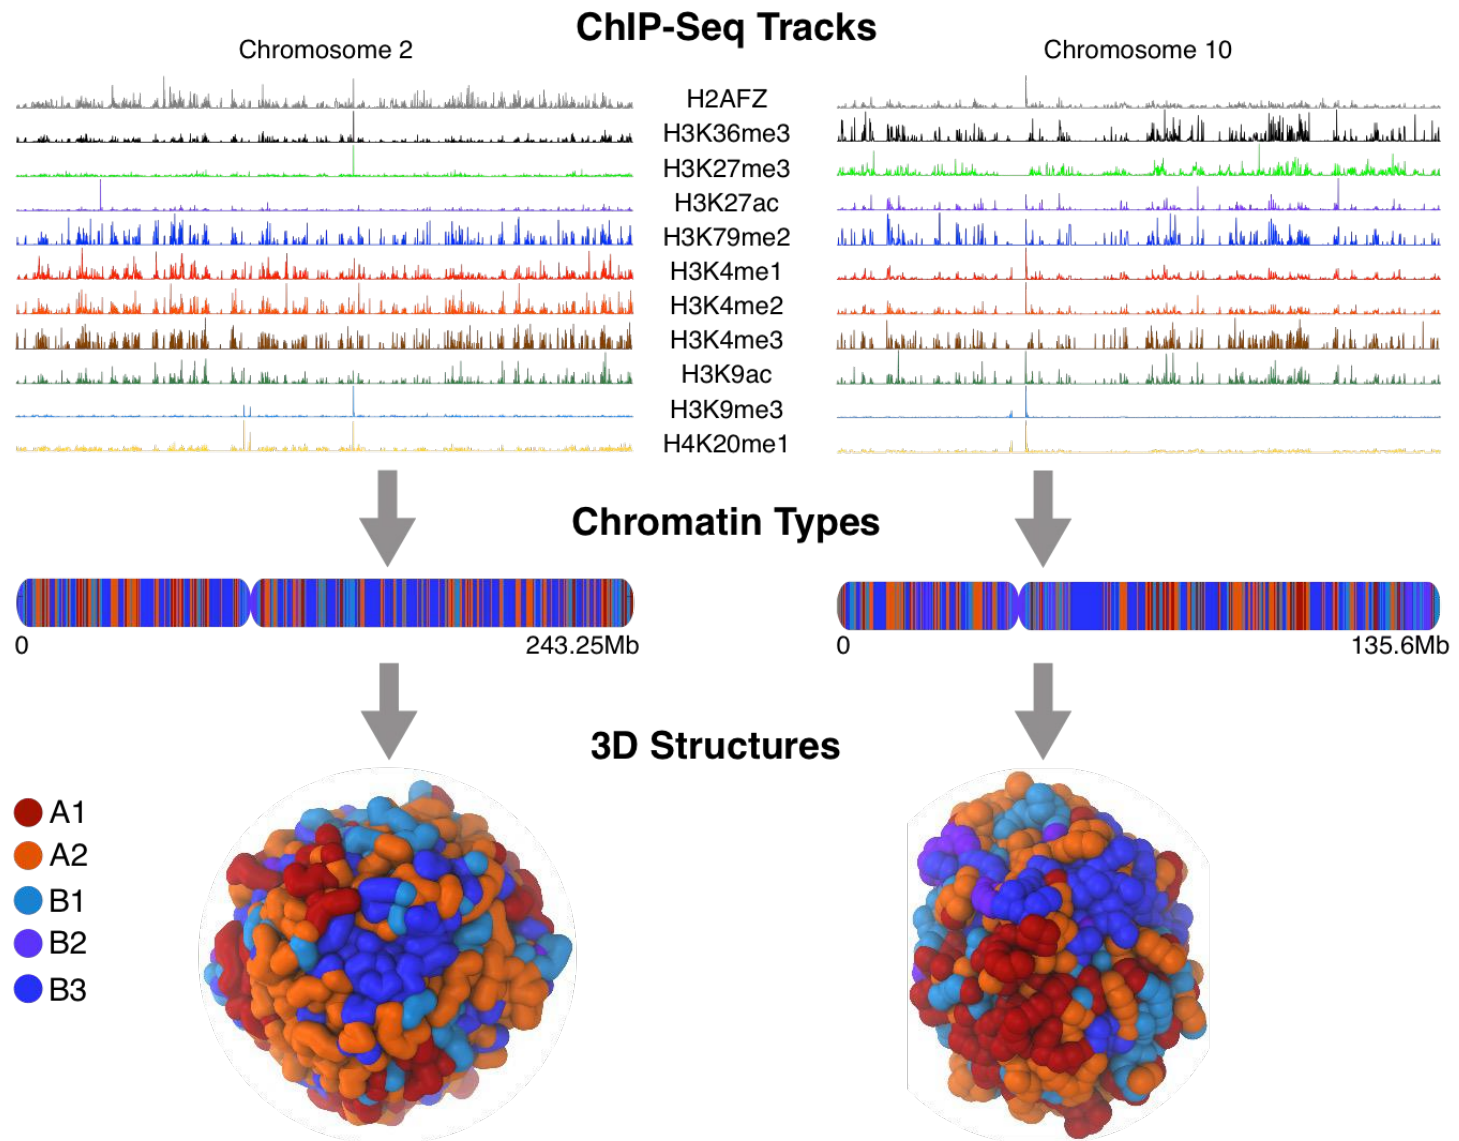 ChIP-Seq Tracks
Chromosome 2
Chromosome 10
H2AFZ
H3K36me3
H3K27me3
H3K27ac
H3K79me2
H3K4me1
H3K4me2
H3K4me3
H3K9ac
H3K9me3
H4K20me1
Chromatin Types
0
243.25Mb
0
135.6Mb
3D Structures
A1
A2
B1
B2
B3